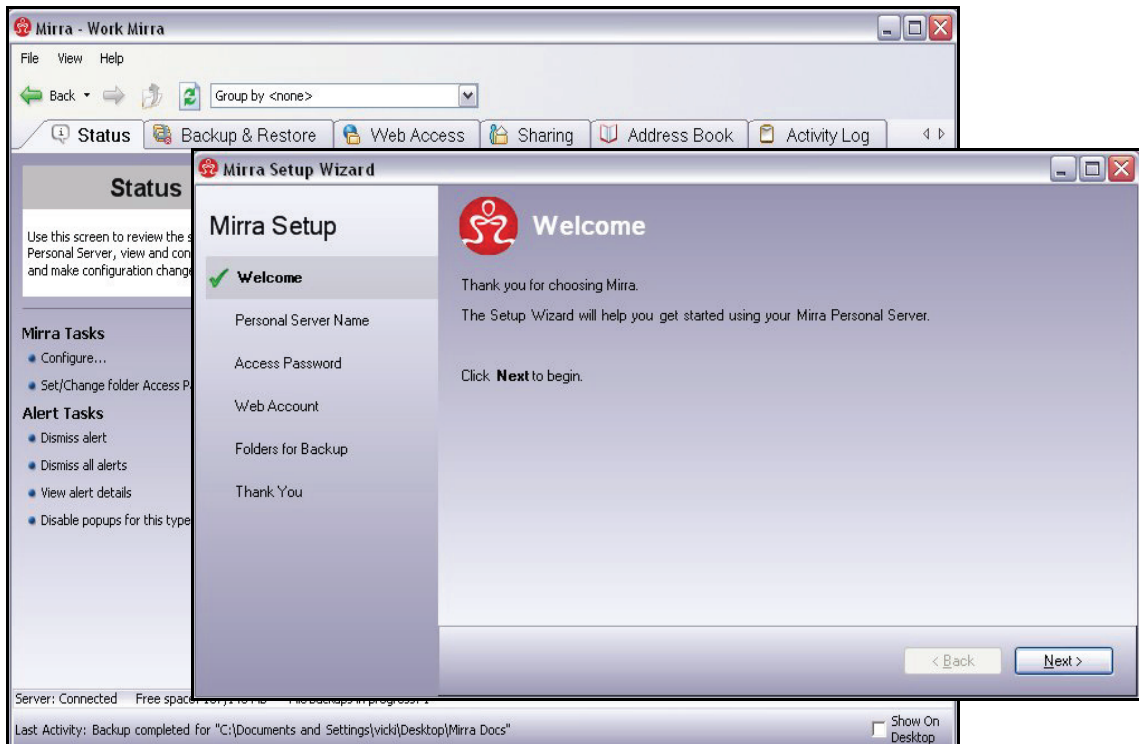 Mirra - Work Mirra
File View Help
Back Group by <none>
Status Backup & Restore Web Access Sharing Address Book Activity Log
Status
Use this screen to review the s
Personal Server, view and con
and make configuration change
Mirra Tasks
Configure...
Set/Change folder Access P
Alert Tasks
Dismiss alert
Dismiss all alerts
View alert details
Disable popups for this type
Mirra Setup Wizard
Mirra Setup
Welcome
Personal Server Name
Access Password
Web Account
Folders for Backup
Thank You
Welcome
Thank you for choosing Mirra.
The Setup Wizard will help you get started using your Mirra Personal Server.
Click Next to begin.
< Back Next >
Server: Connected Free space
Last Activity: Backup completed for "C:\Documents and Settings\vicki\Desktop\Mirra Docs"
Show On
Desktop